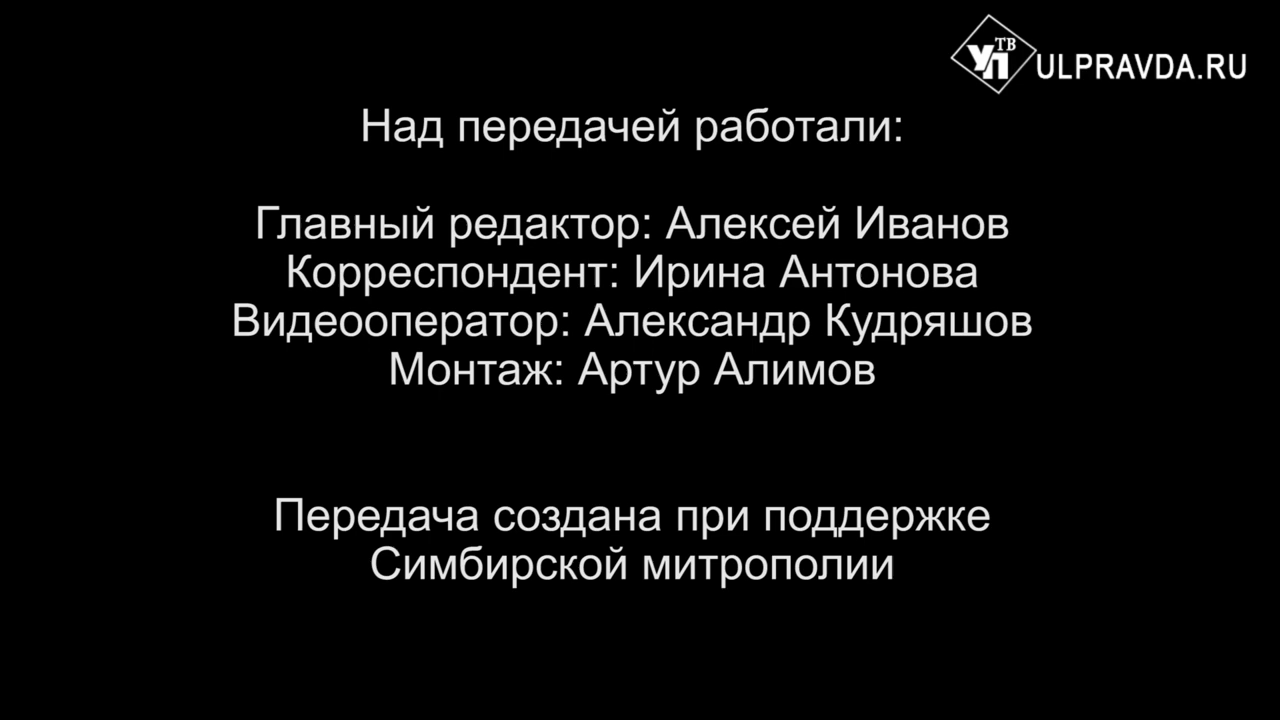 ТВ
УП
ULPRAVDA.RU
Над передачей работали:
Главный редактор: Алексей Иванов
Корреспондент: Ирина Антонова
Видеооператор: Александр Кудряшов
Монтаж: Артур Алимов
Передача создана при поддержке
Симбирской митрополии